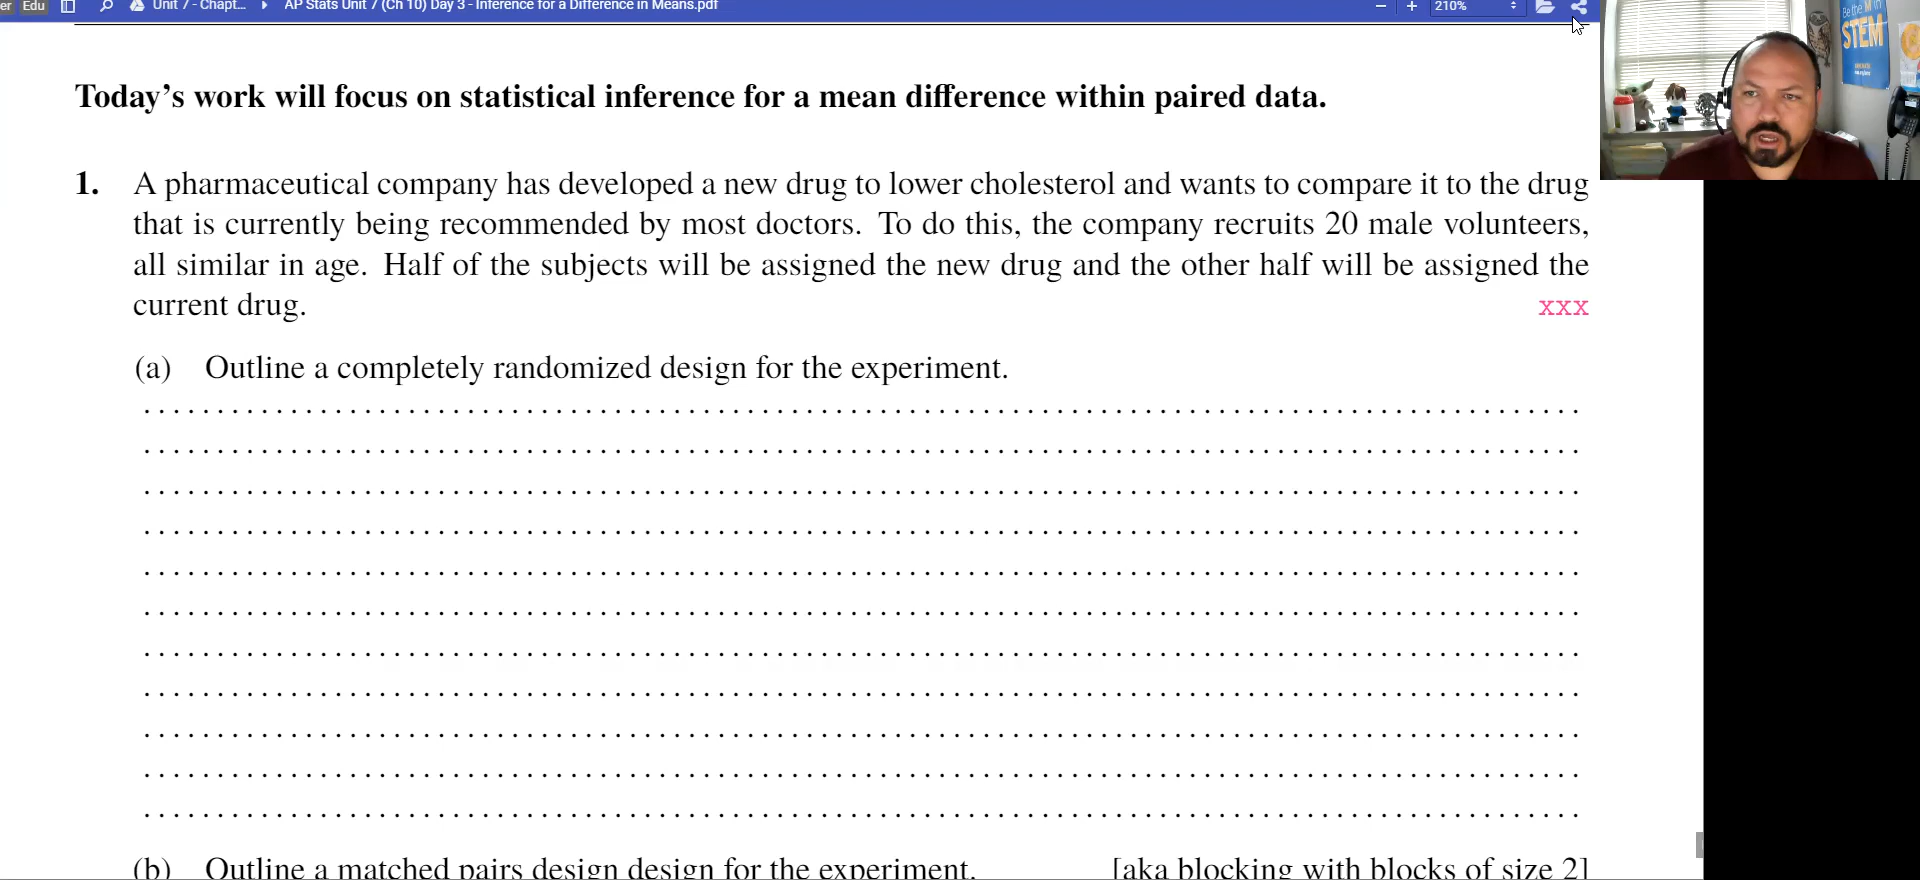 er Edu Unit 7 - Chapt... AP Stats Unit 7 (Ch 10) Day 3 - Inference for a Difference in Means.pdf − + 210%
Be the M in
STEM
Today's work will focus on statistical inference for a mean difference within paired data.
1. A pharmaceutical company has developed a new drug to lower cholesterol and wants to compare it to the drug
that is currently being recommended by most doctors. To do this, the company recruits 20 male volunteers,
all similar in age. Half of the subjects will be assigned the new drug and the other half will be assigned the
current drug. xxx
(a) Outline a completely randomized design for the experiment.
(b) Outline a matched pairs design design for the experiment. [aka blocking with blocks of size 2]